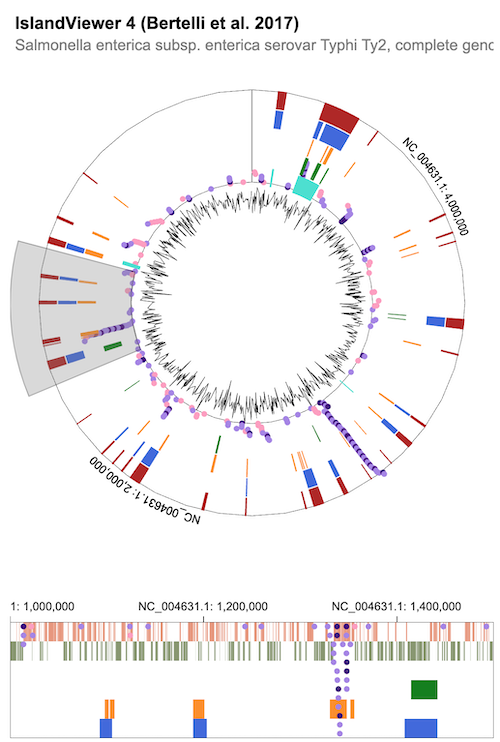 IslandViewer 4 (Bertelli et al. 2017)
Salmonella enterica subsp. enterica serovar Typhi Ty2, complete genc
NC_004631.1: 4,000,000
NC_004631.1: 2,000,000
1: 1,000,000 NC_004631.1: 1,200,000 NC_004631.1: 1,400,000